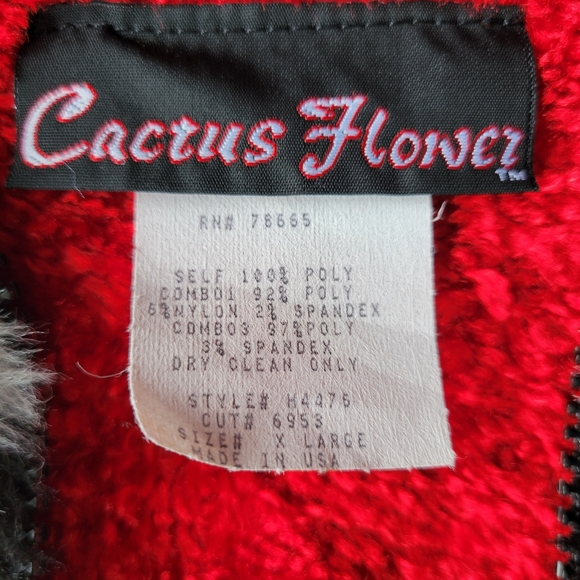 Cactus Flower
TM
RN# 78665
SELF 100% POLY
COMBO1 92% POLY
6%NYLON 2% SPANDEX
COMBO3 97%POLY
3% SPANDEX
DRY CLEAN ONLY
STYLE# H4476
CUT# 6953
SIZE# X LARGE
MADE IN USA